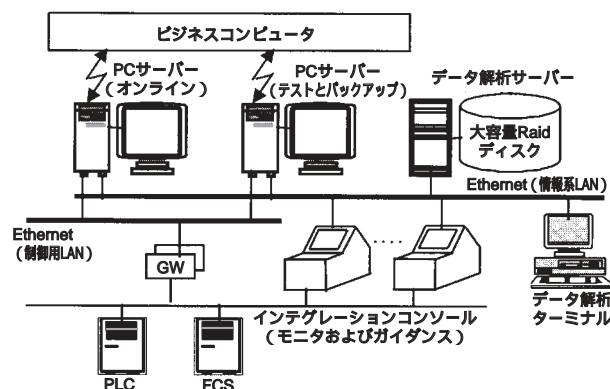 ビジネスコンピュータ
PCサーバー
(オンライン)
PCサーバー
(テストとバックアップ)
データ解析サーバー
大容量Raid
ディスク
Ethernet(情報系LAN)
Ethernet
(制御用LAN)
GW
インテグレーションコンソール
(モニタおよびガイダンス)
データ解析
ターミナル
PLC
FCS